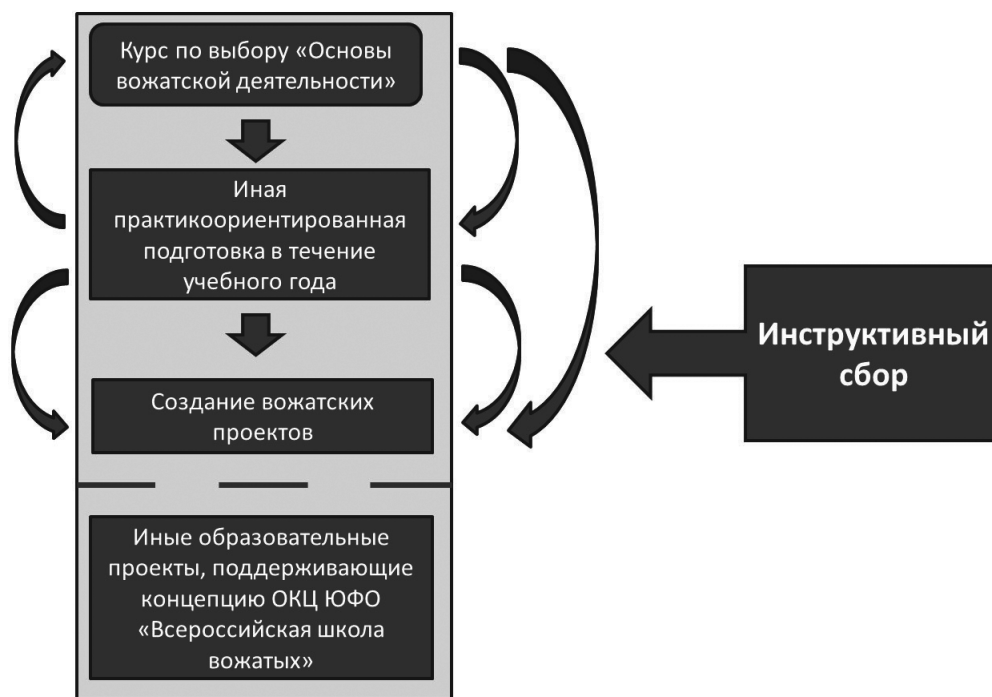 Курс по выбору «Основы
вожатской деятельности»
Иная
практикоориентированная
подготовка в течение
учебного года
Создание вожатских
проектов
Иные образовательные
проекты, поддерживающие
концепцию ОКЦ ЮФО
«Всероссийская школа
вожатых»
Инструктивный
сбор